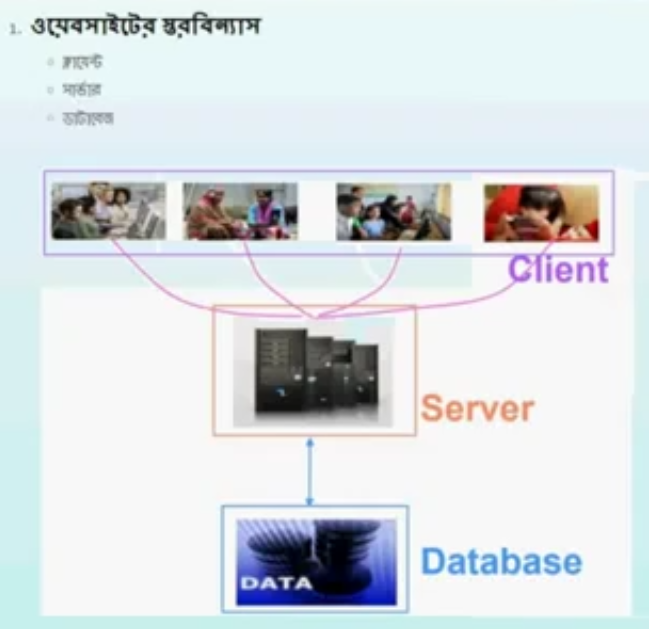 1. ওয়েবসাইটের স্তরবিন্যাস
ক্লায়েন্ট
সার্ভার
ডাটাবেজ
Client
Server
DATA
Database